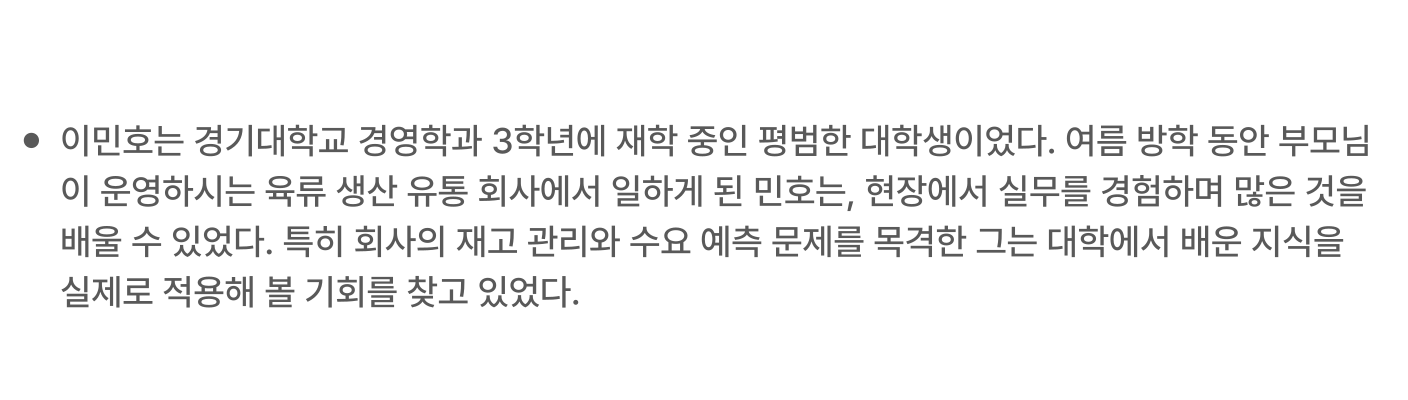 • 이민호는 경기대학교 경영학과 3학년에 재학 중인 평범한 대학생이었다. 여름 방학 동안 부모님
이 운영하시는 육류 생산 유통 회사에서 일하게 된 민호는, 현장에서 실무를 경험하며 많은 것을
배울 수 있었다. 특히 회사의 재고 관리와 수요 예측 문제를 목격한 그는 대학에서 배운 지식을
실제로 적용해 볼 기회를 찾고 있었다.